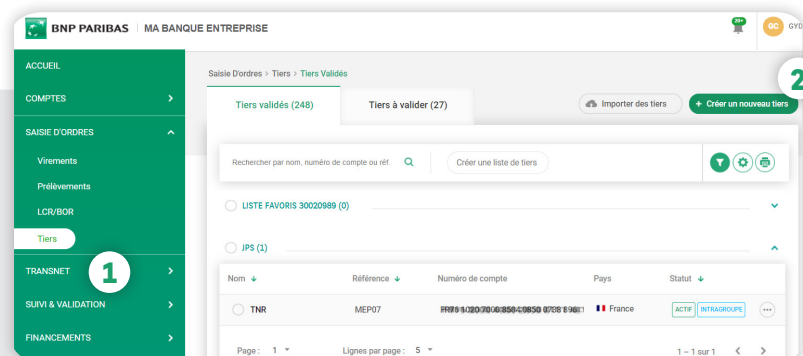 BNP PARIBAS MA BANQUE ENTREPRISE
20+
GC GYD
ACCUEIL
COMPTES
SAISIE D'ORDRES
Virements
Prélèvements
LCR/BOR
Tiers
TRANSNET
1
SUIVI & VALIDATION
FINANCEMENTS
Saisie D'ordres > Tiers > Tiers Validés
2
Tiers validés (248) Tiers à valider (27) Importer des tiers + Créer un nouveau tiers
Rechercher par nom, numéro de compte ou réf. Créer une liste de tiers
LISTE FAVORIS 30020989 (0)
JPS (1)
Nom Référence Numéro de compte Pays Statut
TNR MEP07 France ACTIF INTRAGROUPE
Page : 1 Lignes par page : 5 1 – 1 sur 1